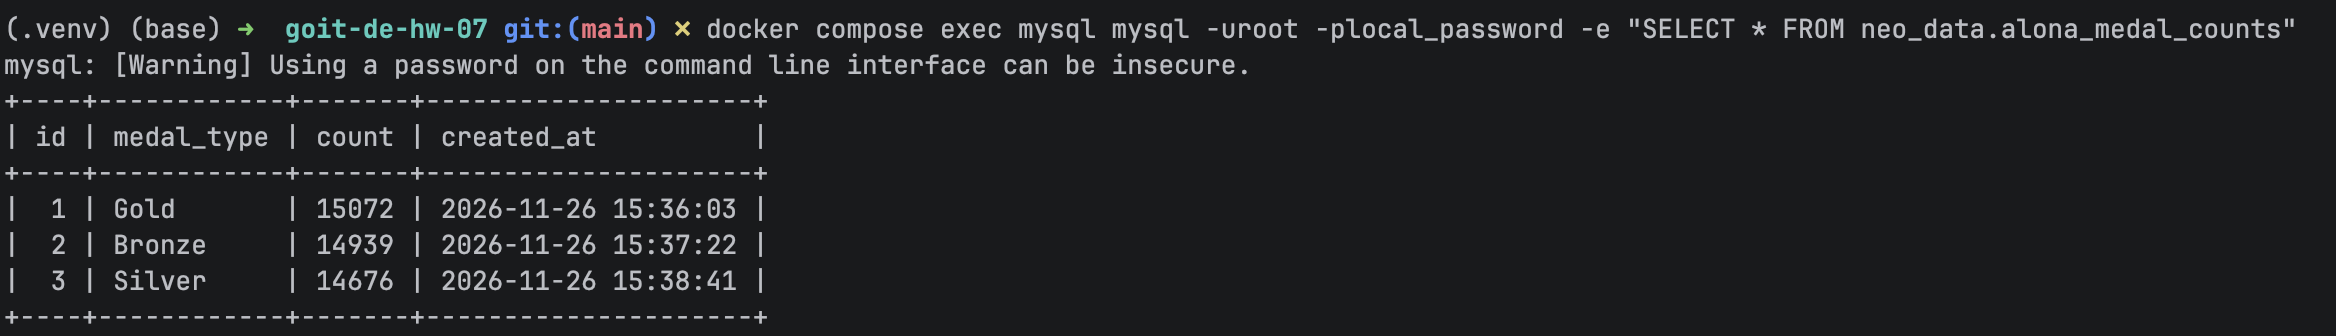 (.venv) (base) ➜  goit-de-hw-07 git:(main) ✗ docker compose exec mysql mysql -uroot -plocal_password -e "SELECT * FROM neo_data.alona_medal_counts"
mysql: [Warning] Using a password on the command line interface can be insecure.
+----+------------+-------+---------------------+
| id | medal_type | count | created_at          |
+----+------------+-------+---------------------+
|  1 | Gold       | 15072 | 2026-11-26 15:36:03 |
|  2 | Bronze     | 14939 | 2026-11-26 15:37:22 |
|  3 | Silver     | 14676 | 2026-11-26 15:38:41 |
+----+------------+-------+---------------------+